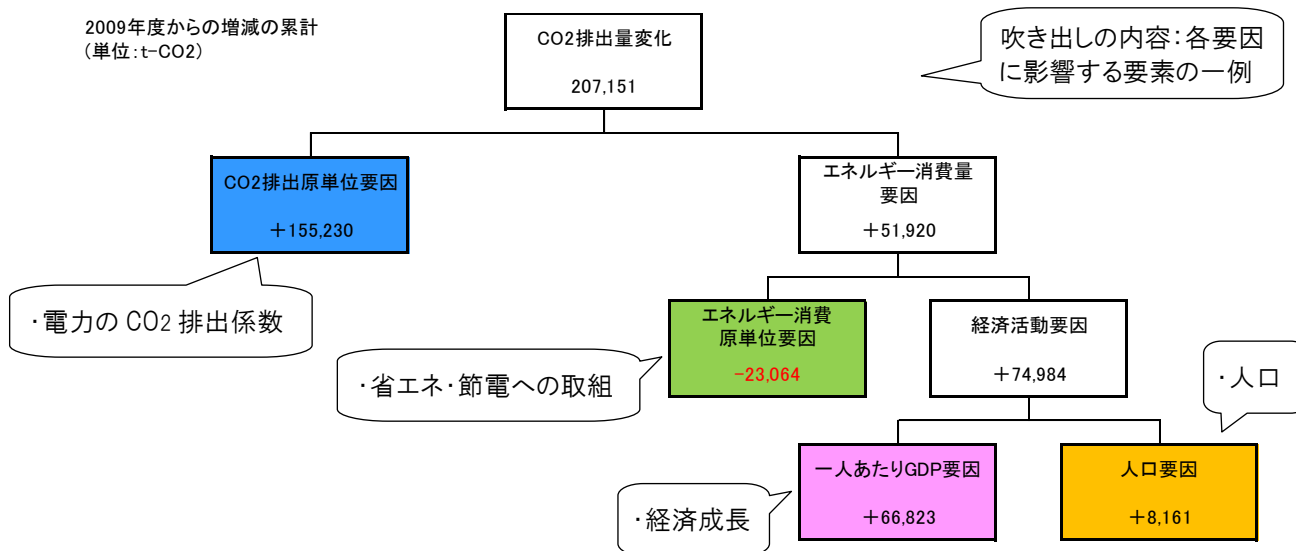 2009年度からの増減の累計
(単位:t-CO2)
CO2排出量変化
207,151
吹き出しの内容:各要因
に影響する要素の一例
CO2排出原単位要因
+155,230
エネルギー消費量
要因
+51,920
・電力の CO2 排出係数
エネルギー消費
原単位要因
-23,064
経済活動要因
+74,984
・省エネ・節電への取組
・人口
一人あたりGDP要因
+66,823
人口要因
+8,161
・経済成長